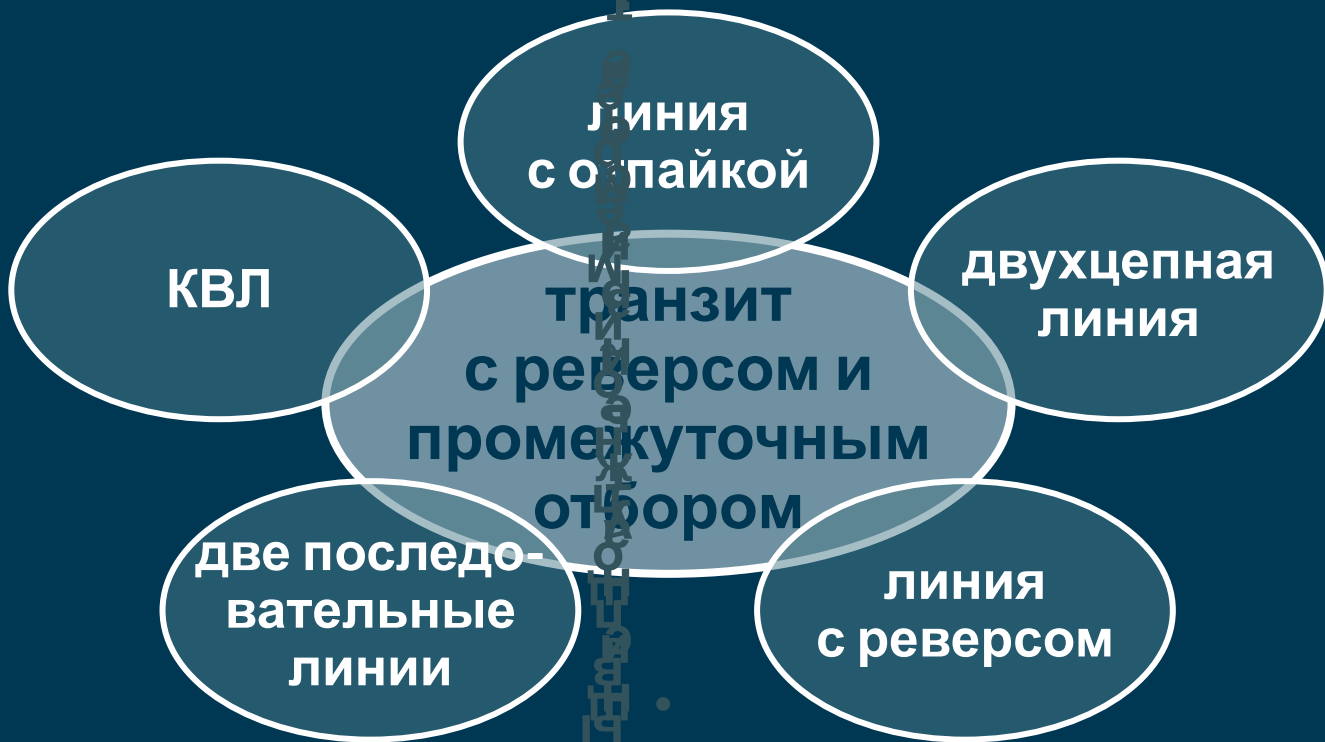 линия
с отпайкой
КВЛ
двухцепная
линия
транзит
с реверсом и
промежуточным
отбором
две последо-
вательные
линии
линия
с реверсом